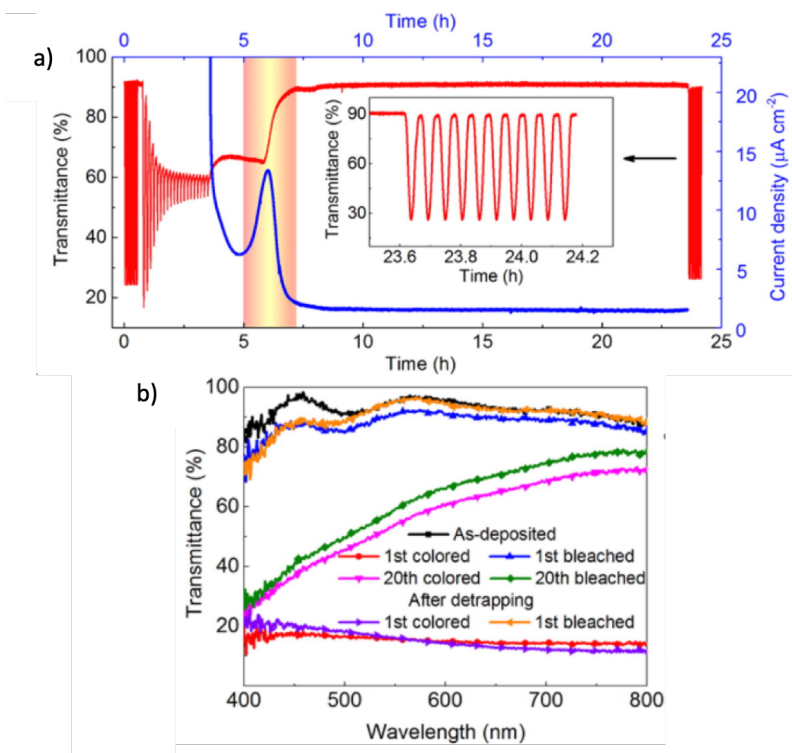 a)
Time (h)
0 5 10 15 20 25
Transmittance (%)
100
80
60
40
20
Current density (μA cm⁻²)
20
15
10
5
0
Transmittance (%)
90
60
30
23.6 23.8 24.0 24.2
Time (h)
0 5 10 15 20 25
Time (h)
b)
Transmittance (%)
100
80
60
40
20
As-deposited
1st colored 1st bleached
20th colored 20th bleached
After detrapping
1st colored 1st bleached
400 500 600 700 800
Wavelength (nm)